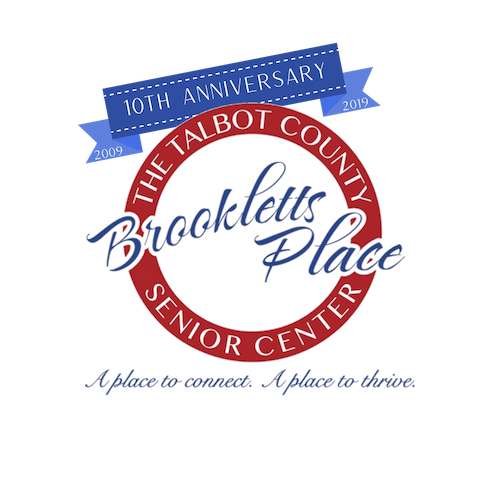 10TH ANNIVERSARY
2009
2019
THE TALBOT COUNTY
Brookletts
Place
SENIOR CENTER
A place to connect. A place to thrive.